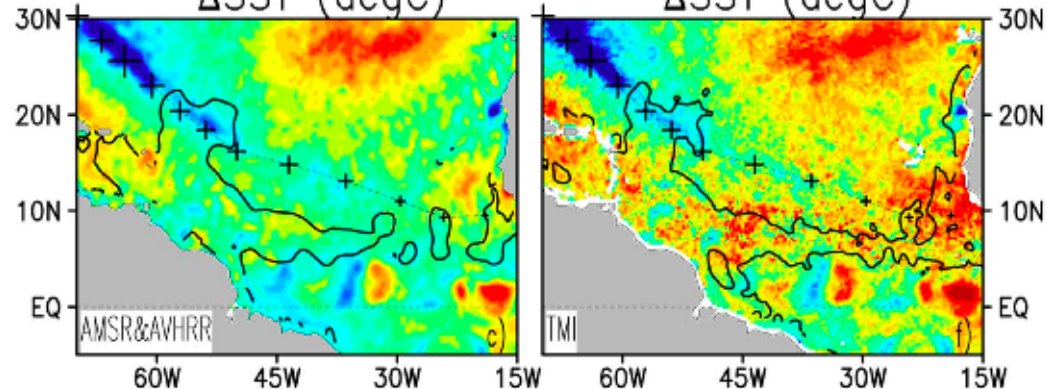 ΔSST (degC) ΔSST (degC)
30N 30N
20N 20N
10N 10N
EQ EQ
AMSR&AVHRR c) TMI f)
60W 45W 30W 15W 60W 45W 30W 15W